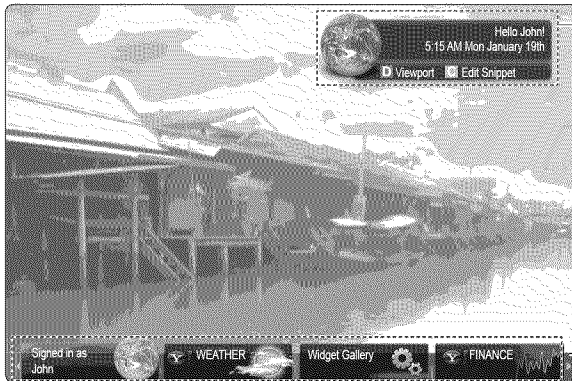 Hello John!
5:15 AM Mon January 19th
D Viewport C Edit Snippet
Signed in as
John
Y WEATHER
Widget Gallery
Y FINANCE